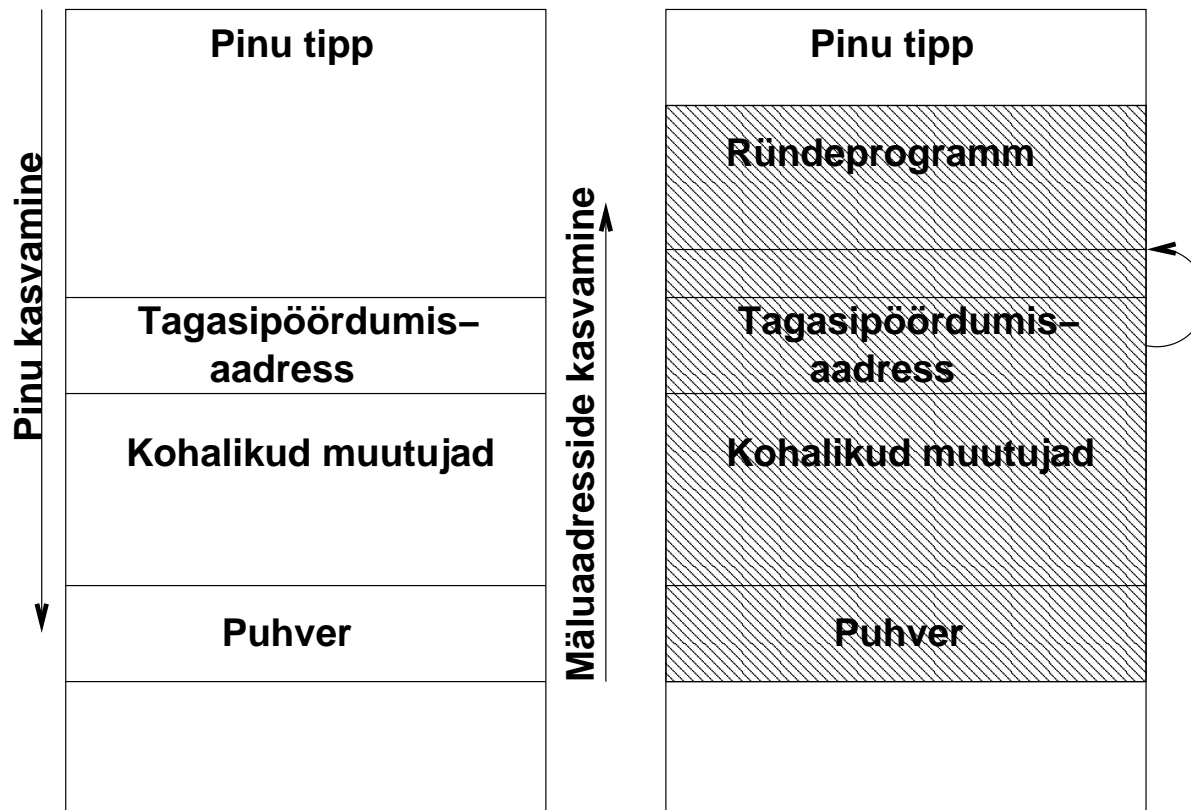 Pinu kasvamine
Pinu tipp
Tagasipöördumis–
aadress
Kohalikud muutujad
Puhver
Mäluaadresside kasvamine
Pinu tipp
Ründeprogramm
Tagasipöördumis–
aadress
Kohalikud muutujad
Puhver